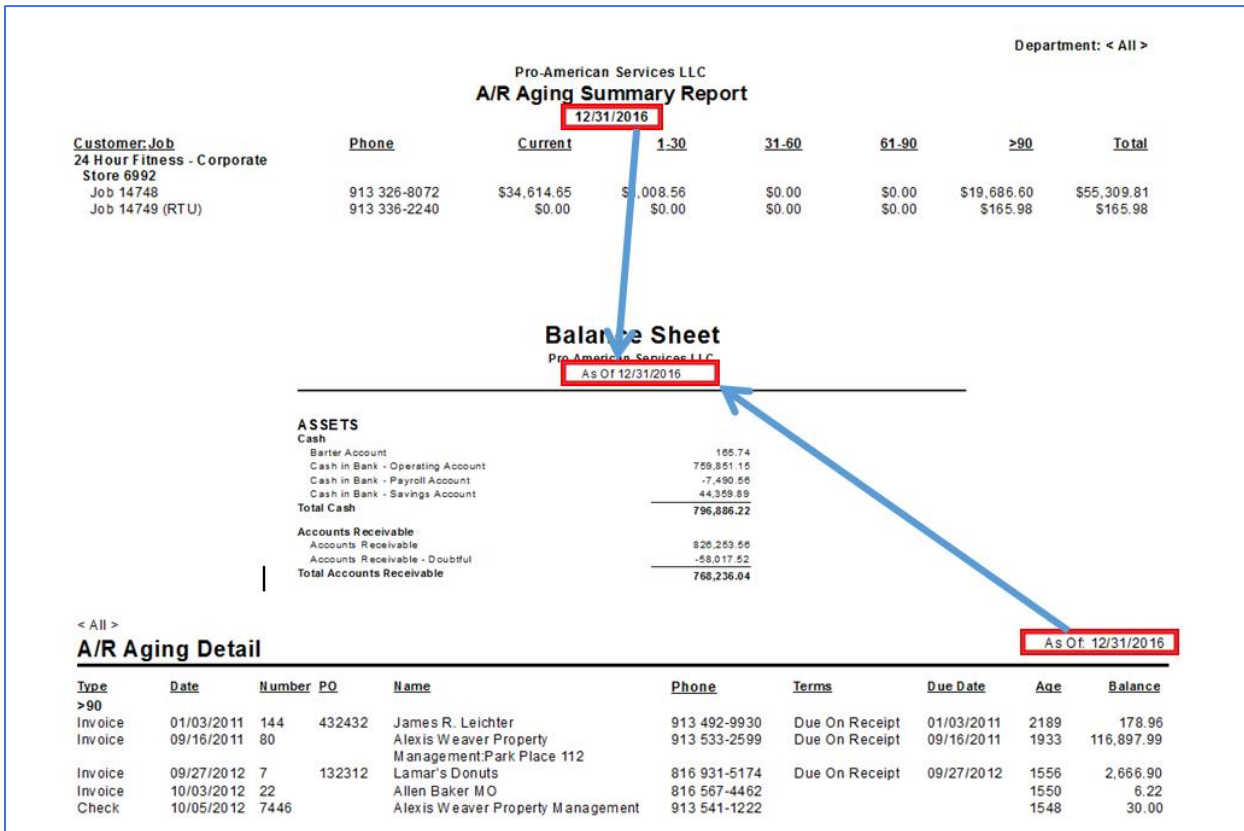 Department: < All >
Pro-American Services LLC
A/R Aging Summary Report
12/31/2016
Customer:Job Phone Current 1-30 31-60 61-90 >90 Total
24 Hour Fitness - Corporate
Store 6992
Job 14748 913 326-8072 $34,614.65 ,008.56 $0.00 $0.00 $19,686.60 $55,309.81
Job 14749 (RTU) 913 336-2240 $0.00 $0.00 $0.00 $0.00 $165.98 $165.98
Balance Sheet
Pro-American Services LLC
As Of 12/31/2016
ASSETS
Cash
Barter Account 165.74
Cash in Bank - Operating Account 759,851.15
Cash in Bank - Payroll Account -7,490.56
Cash in Bank - Savings Account 44,359.89
Total Cash 796,886.22
Accounts Receivable
Accounts Receivable 826,253.56
Accounts Receivable - Doubtful -58,017.52
Total Accounts Receivable 768,236.04
< All >
A/R Aging Detail As Of: 12/31/2016
Type Date Number PO Name Phone Terms Due Date Age Balance
>90
Invoice 01/03/2011 144 432432 James R. Leichter 913 492-9930 Due On Receipt 01/03/2011 2189 178.96
Invoice 09/16/2011 80 Alexis Weaver Property 913 533-2599 Due On Receipt 09/16/2011 1933 116,897.99
Management:Park Place 112
Invoice 09/27/2012 7 132312 Lamar's Donuts 816 931-5174 Due On Receipt 09/27/2012 1556 2,666.90
Invoice 10/03/2012 22 Allen Baker MO 816 567-4462 1550 6.22
Check 10/05/2012 7446 Alexis Weaver Property Management 913 541-1222 1548 30.00